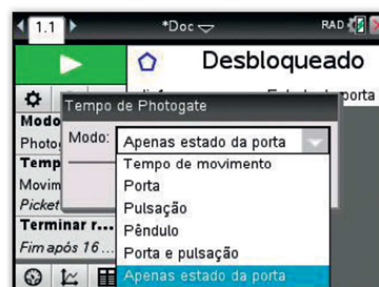 1.1
*Doc
RAD
Desbloqueado
Tempo de Photogate
porta
Modo
Modo:
Apenas estado da porta
Photo
Temp
Tempo de movimento
Movim
Porta
Picket
Pulsação
Terminar r...
Pêndulo
Fim após 16...
Porta e pulsação
Apenas estado da porta